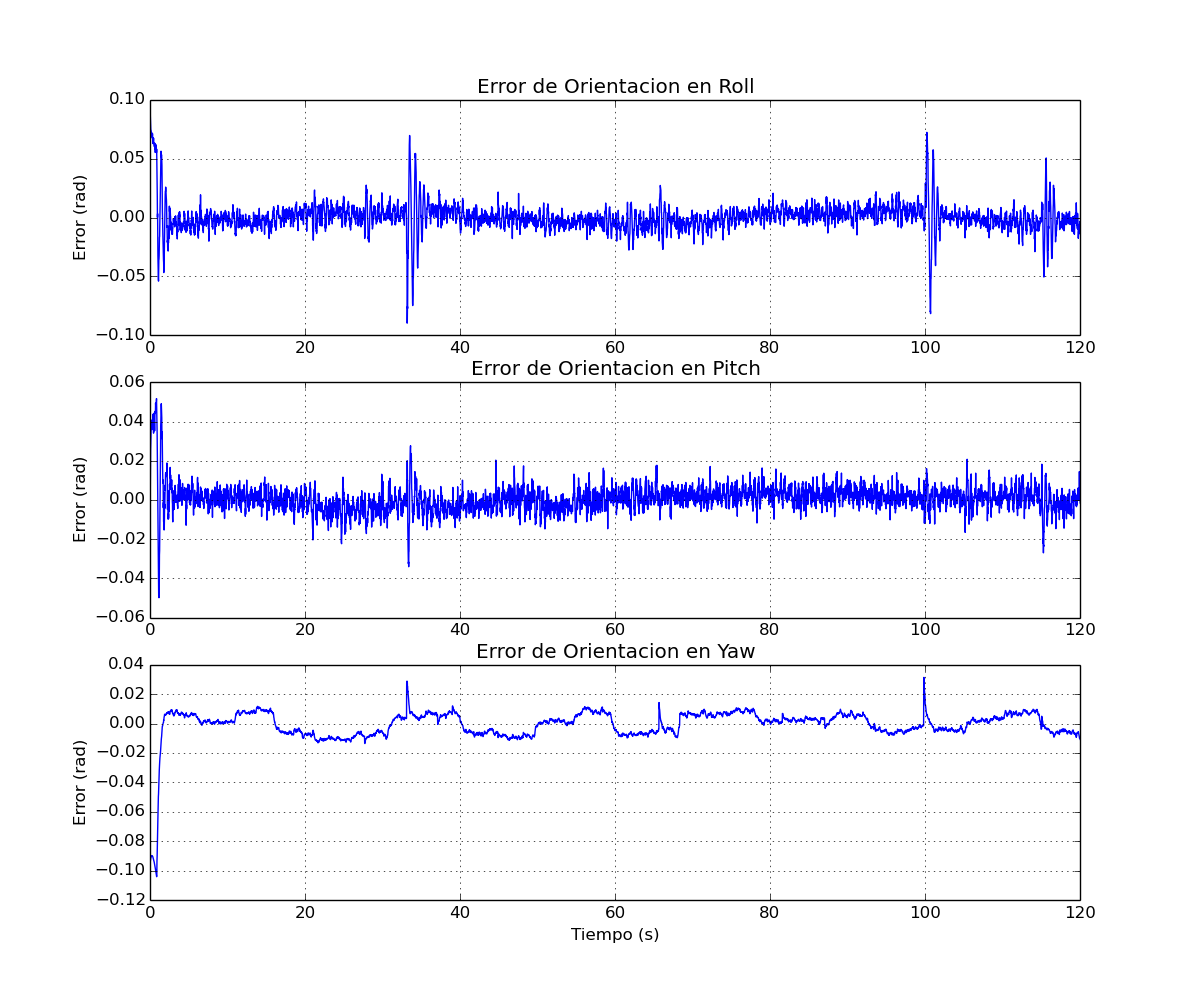 Error de Orientacion en Roll
0.10
0.05
0.00
−0.05
−0.10
Error (rad)
0 20 40 60 80 100 120
Error de Orientacion en Pitch
0.06
0.04
0.02
0.00
−0.02
−0.04
−0.06
Error (rad)
0 20 40 60 80 100 120
Error de Orientacion en Yaw
0.04
0.02
0.00
−0.02
−0.04
−0.06
−0.08
−0.10
−0.12
Error (rad)
0 20 40 60 80 100 120
Tiempo (s)